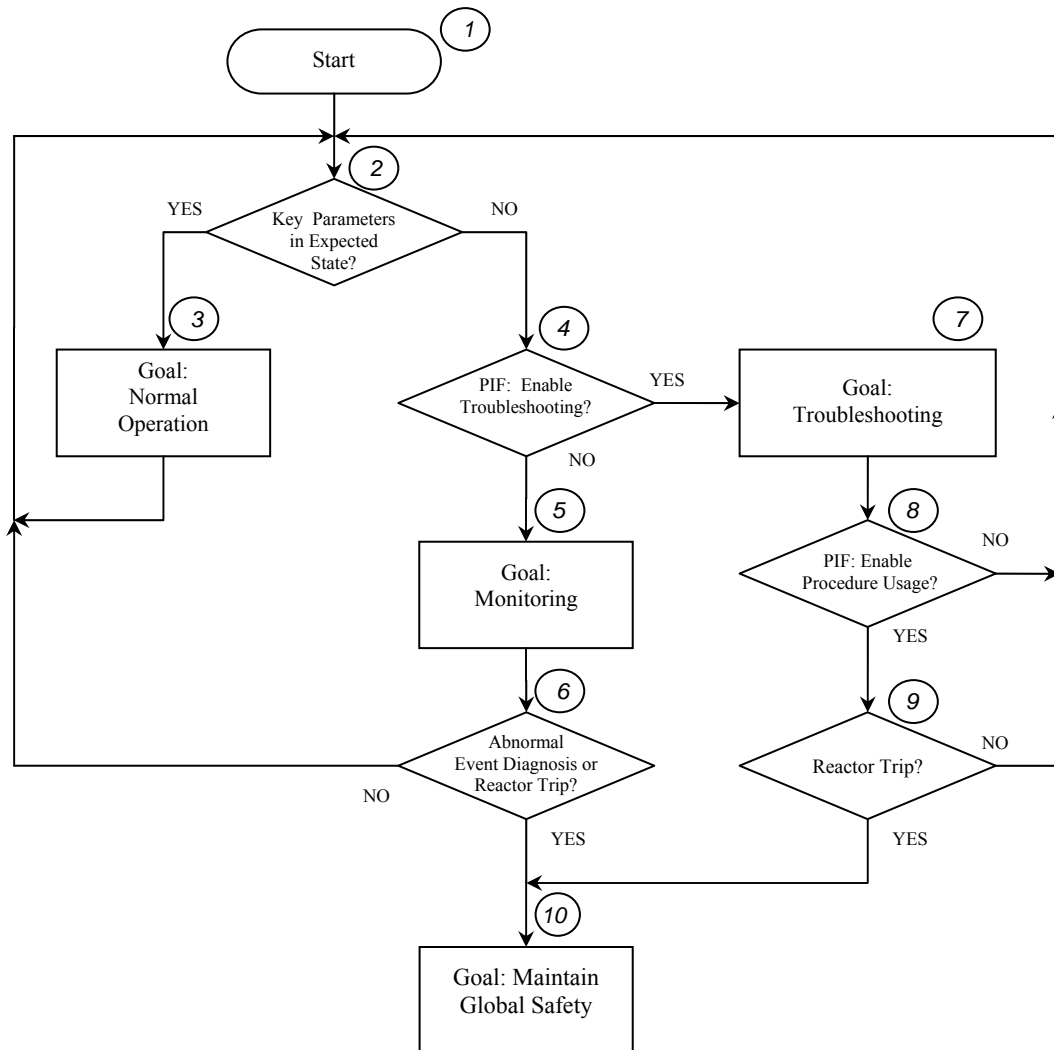 1
Start
2
YES
NO
Key Parameters
in Expected
State?
3
4
7
Goal:
Normal
Operation
PIF: Enable
Troubleshooting?
YES
Goal:
Troubleshooting
NO
5
8
NO
Goal:
Monitoring
PIF: Enable
Procedure Usage?
YES
6
9
Abnormal
Event Diagnosis or
Reactor Trip?
NO
Reactor Trip?
NO
YES
YES
10
Goal: Maintain
Global Safety